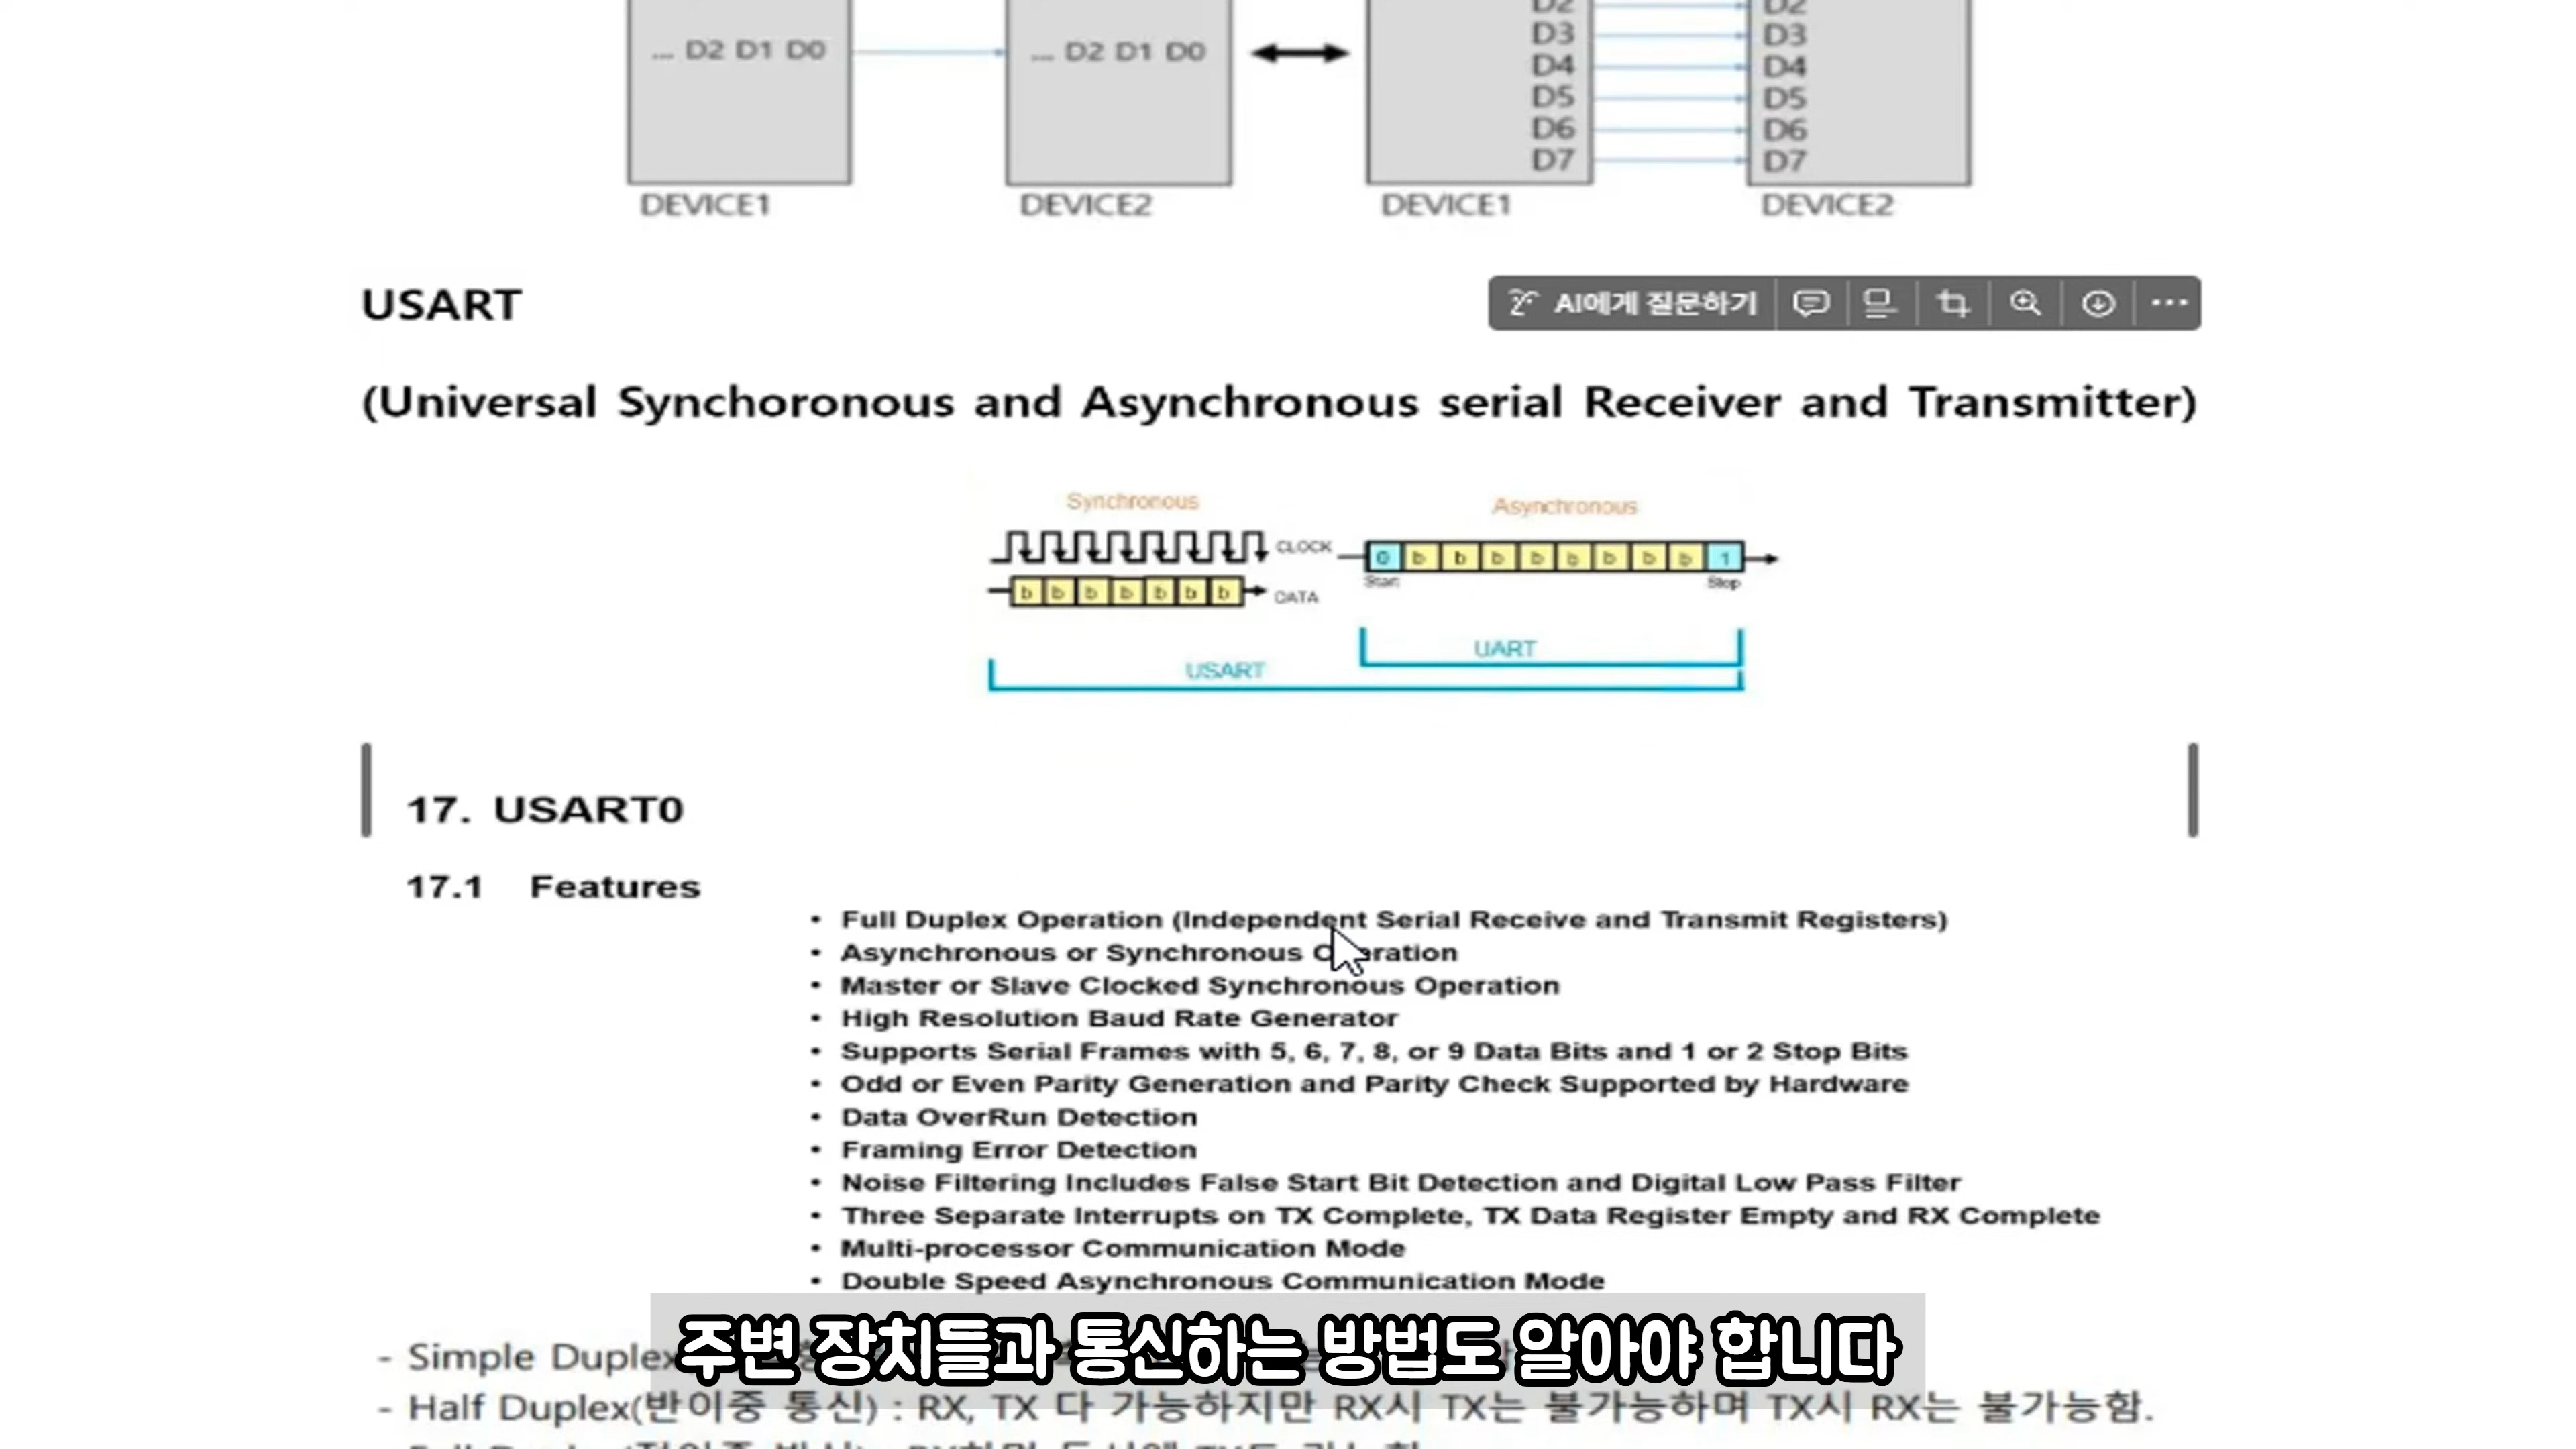 D2 D2
... D2 D1 D0 ... D2 D1 D0 D3 D3
D4 D4
D5 D5
D6 D6
D7 D7
DEVICE1 DEVICE2 DEVICE1 DEVICE2
USART
AI에게 질문하기
(Universal Synchoronous and Asynchronous serial Receiver and Transmitter)
Synchronous Asynchronous
CLOCK 0 b b b b b b b b 1
Start Stop
b b b b b b b DATA
UART
USART
17. USART0
17.1 Features
• Full Duplex Operation (Independent Serial Receive and Transmit Registers)
• Asynchronous or Synchronous Operation
• Master or Slave Clocked Synchronous Operation
• High Resolution Baud Rate Generator
• Supports Serial Frames with 5, 6, 7, 8, or 9 Data Bits and 1 or 2 Stop Bits
• Odd or Even Parity Generation and Parity Check Supported by Hardware
• Data OverRun Detection
• Framing Error Detection
• Noise Filtering Includes False Start Bit Detection and Digital Low Pass Filter
• Three Separate Interrupts on TX Complete, TX Data Register Empty and RX Complete
• Multi-processor Communication Mode
• Double Speed Asynchronous Communication Mode
주변 장치들과 통신하는 방법도 알아야 합니다
- Simple Duplex
- Half Duplex(반이중 통신) : RX, TX 다 가능하지만 RX시 TX는 불가능하며 TX시 RX는 불가능함.